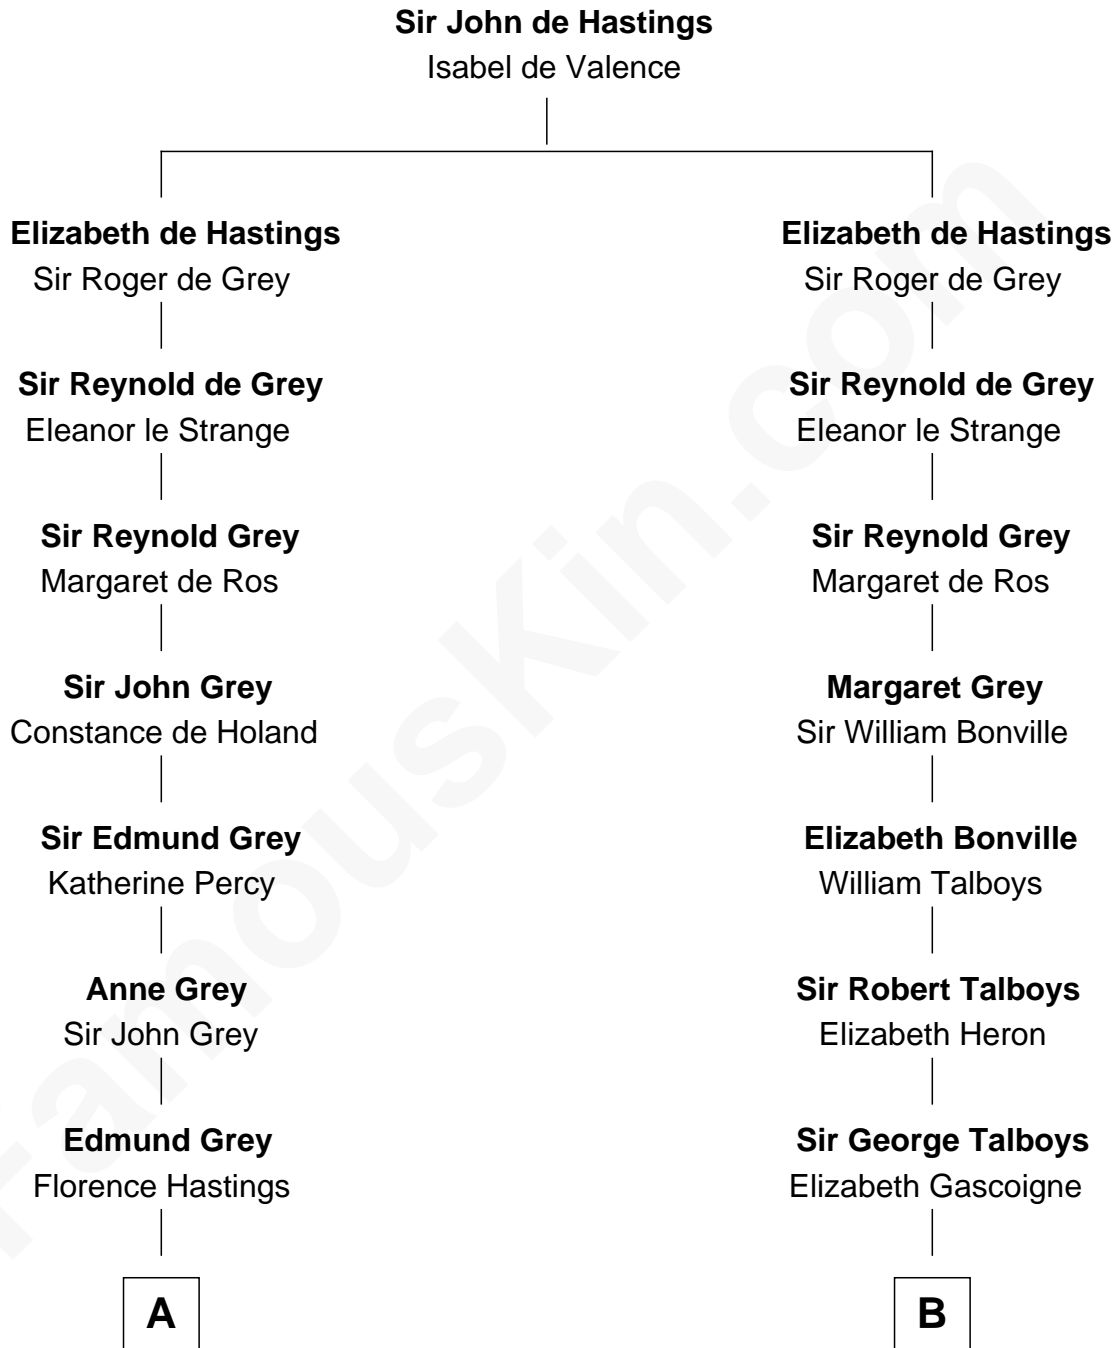 Sir John de Hastings
Isabel de Valence
Elizabeth de Hastings
Sir Roger de Grey
Elizabeth de Hastings
Sir Roger de Grey
Sir Reynold de Grey
Eleanor le Strange
Sir Reynold de Grey
Eleanor le Strange
Sir Reynold Grey
Margaret de Ros
Sir Reynold Grey
Margaret de Ros
Sir John Grey
Constance de Holand
Margaret Grey
Sir William Bonville
Sir Edmund Grey
Katherine Percy
Elizabeth Bonville
William Talboys
Anne Grey
Sir John Grey
Sir Robert Talboys
Elizabeth Heron
Edmund Grey
Florence Hastings
Sir George Talboys
Elizabeth Gascoigne
A
B
FamousKin.com